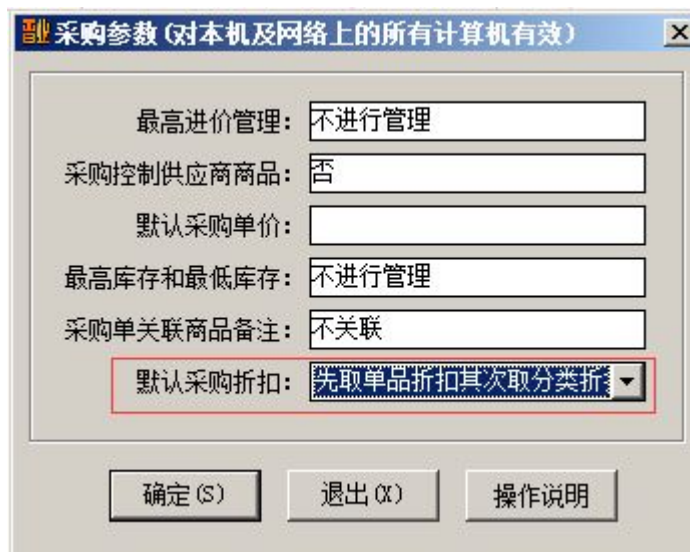 采购参数(对本机及网络上的所有计算机有效)
最高进价管理: 不进行管理
采购控制供应商商品: 否
默认采购单价:
最高库存和最低库存: 不进行管理
采购单关联商品备注: 不关联
默认采购折扣: 先取单品折扣其次取分类折
确定(S) 退出(X) 操作说明